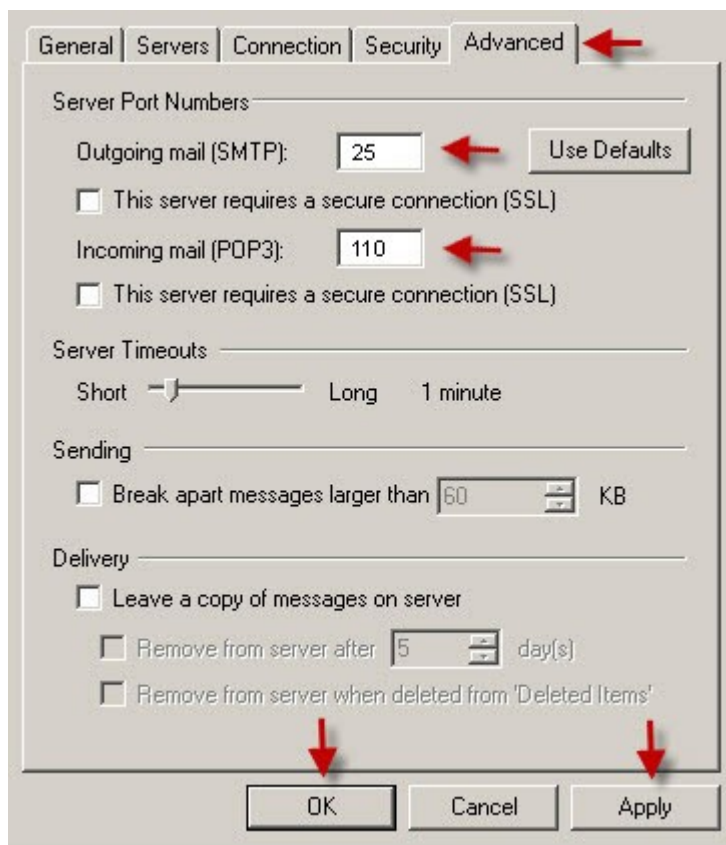 General Servers Connection Security Advanced
Server Port Numbers
Outgoing mail (SMTP): 25 Use Defaults
This server requires a secure connection (SSL)
Incoming mail (POP3): 110
This server requires a secure connection (SSL)
Server Timeouts
Short Long 1 minute
Sending
Break apart messages larger than 60 KB
Delivery
Leave a copy of messages on server
Remove from server after 5 day(s)
Remove from server when deleted from 'Deleted Items'
OK Cancel Apply